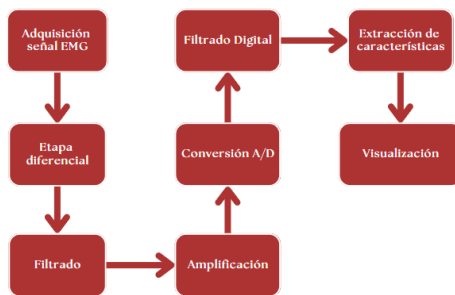 Adquisición
señal EMG
Etapa
diferencial
Filtrado
Amplificación
Conversión A/D
Filtrado Digital
Extracción de
características
Visualización